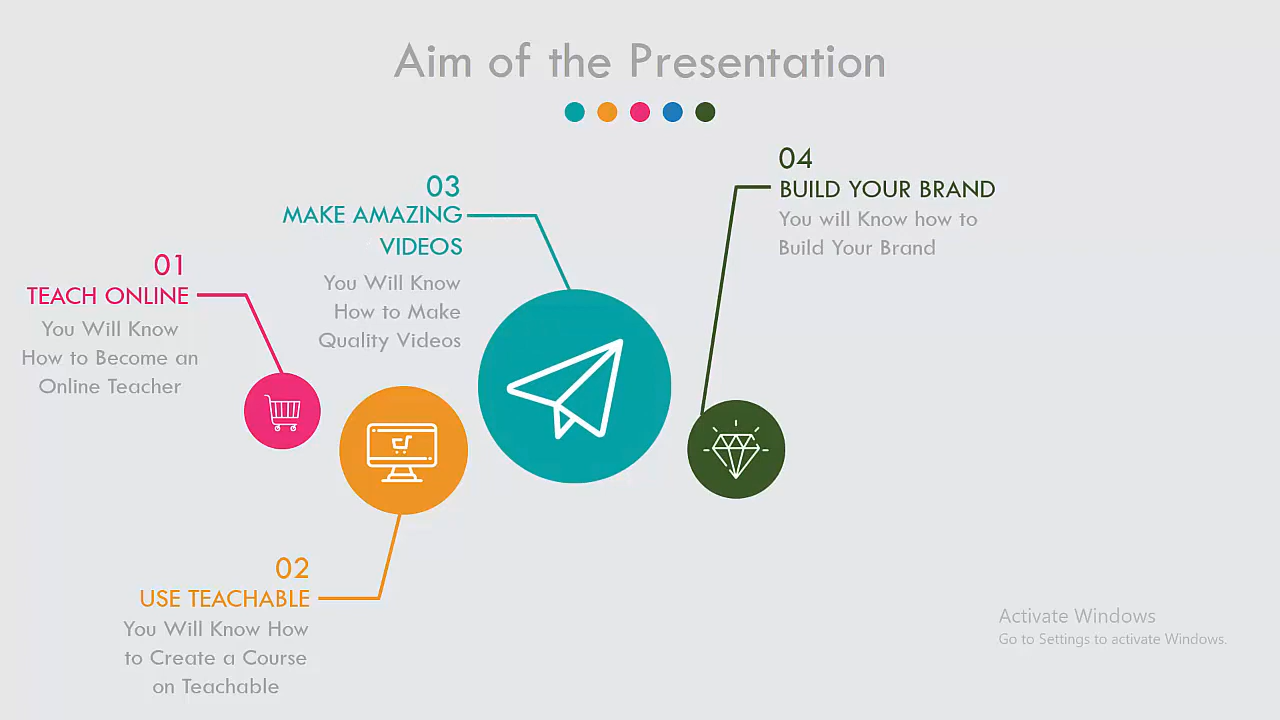 Aim of the Presentation
01
TEACH ONLINE
You Will Know
How to Become an
Online Teacher
02
USE TEACHABLE
You Will Know How
to Create a Course
on Teachable
03
MAKE AMAZING
VIDEOS
You Will Know
How to Make
Quality Videos
04
BUILD YOUR BRAND
You will Know how to
Build Your Brand
Activate Windows
Go to Settings to activate Windows.